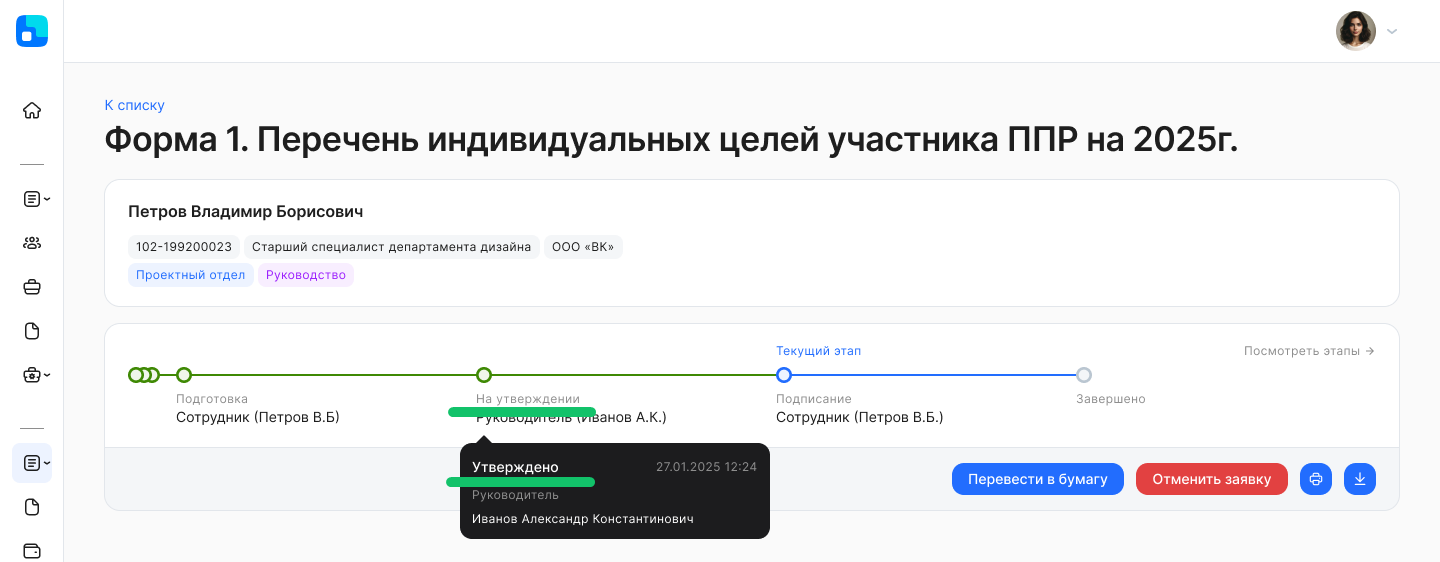 К списку
Форма 1. Перечень индивидуальных целей участника ППР на 2025г.
Петров Владимир Борисович
102-199200023 Старший специалист департамента дизайна ООО «ВК»
Проектный отдел Руководство
Текущий этап Посмотреть этапы →
Подготовка На утверждении Подписание Завершено
Сотрудник (Петров В.Б) Руководитель (Иванов А.К.) Сотрудник (Петров В.Б.)
Утверждено 27.01.2025 12:24
Руководитель
Иванов Александр Константинович
Перевести в бумагу Отменить заявку